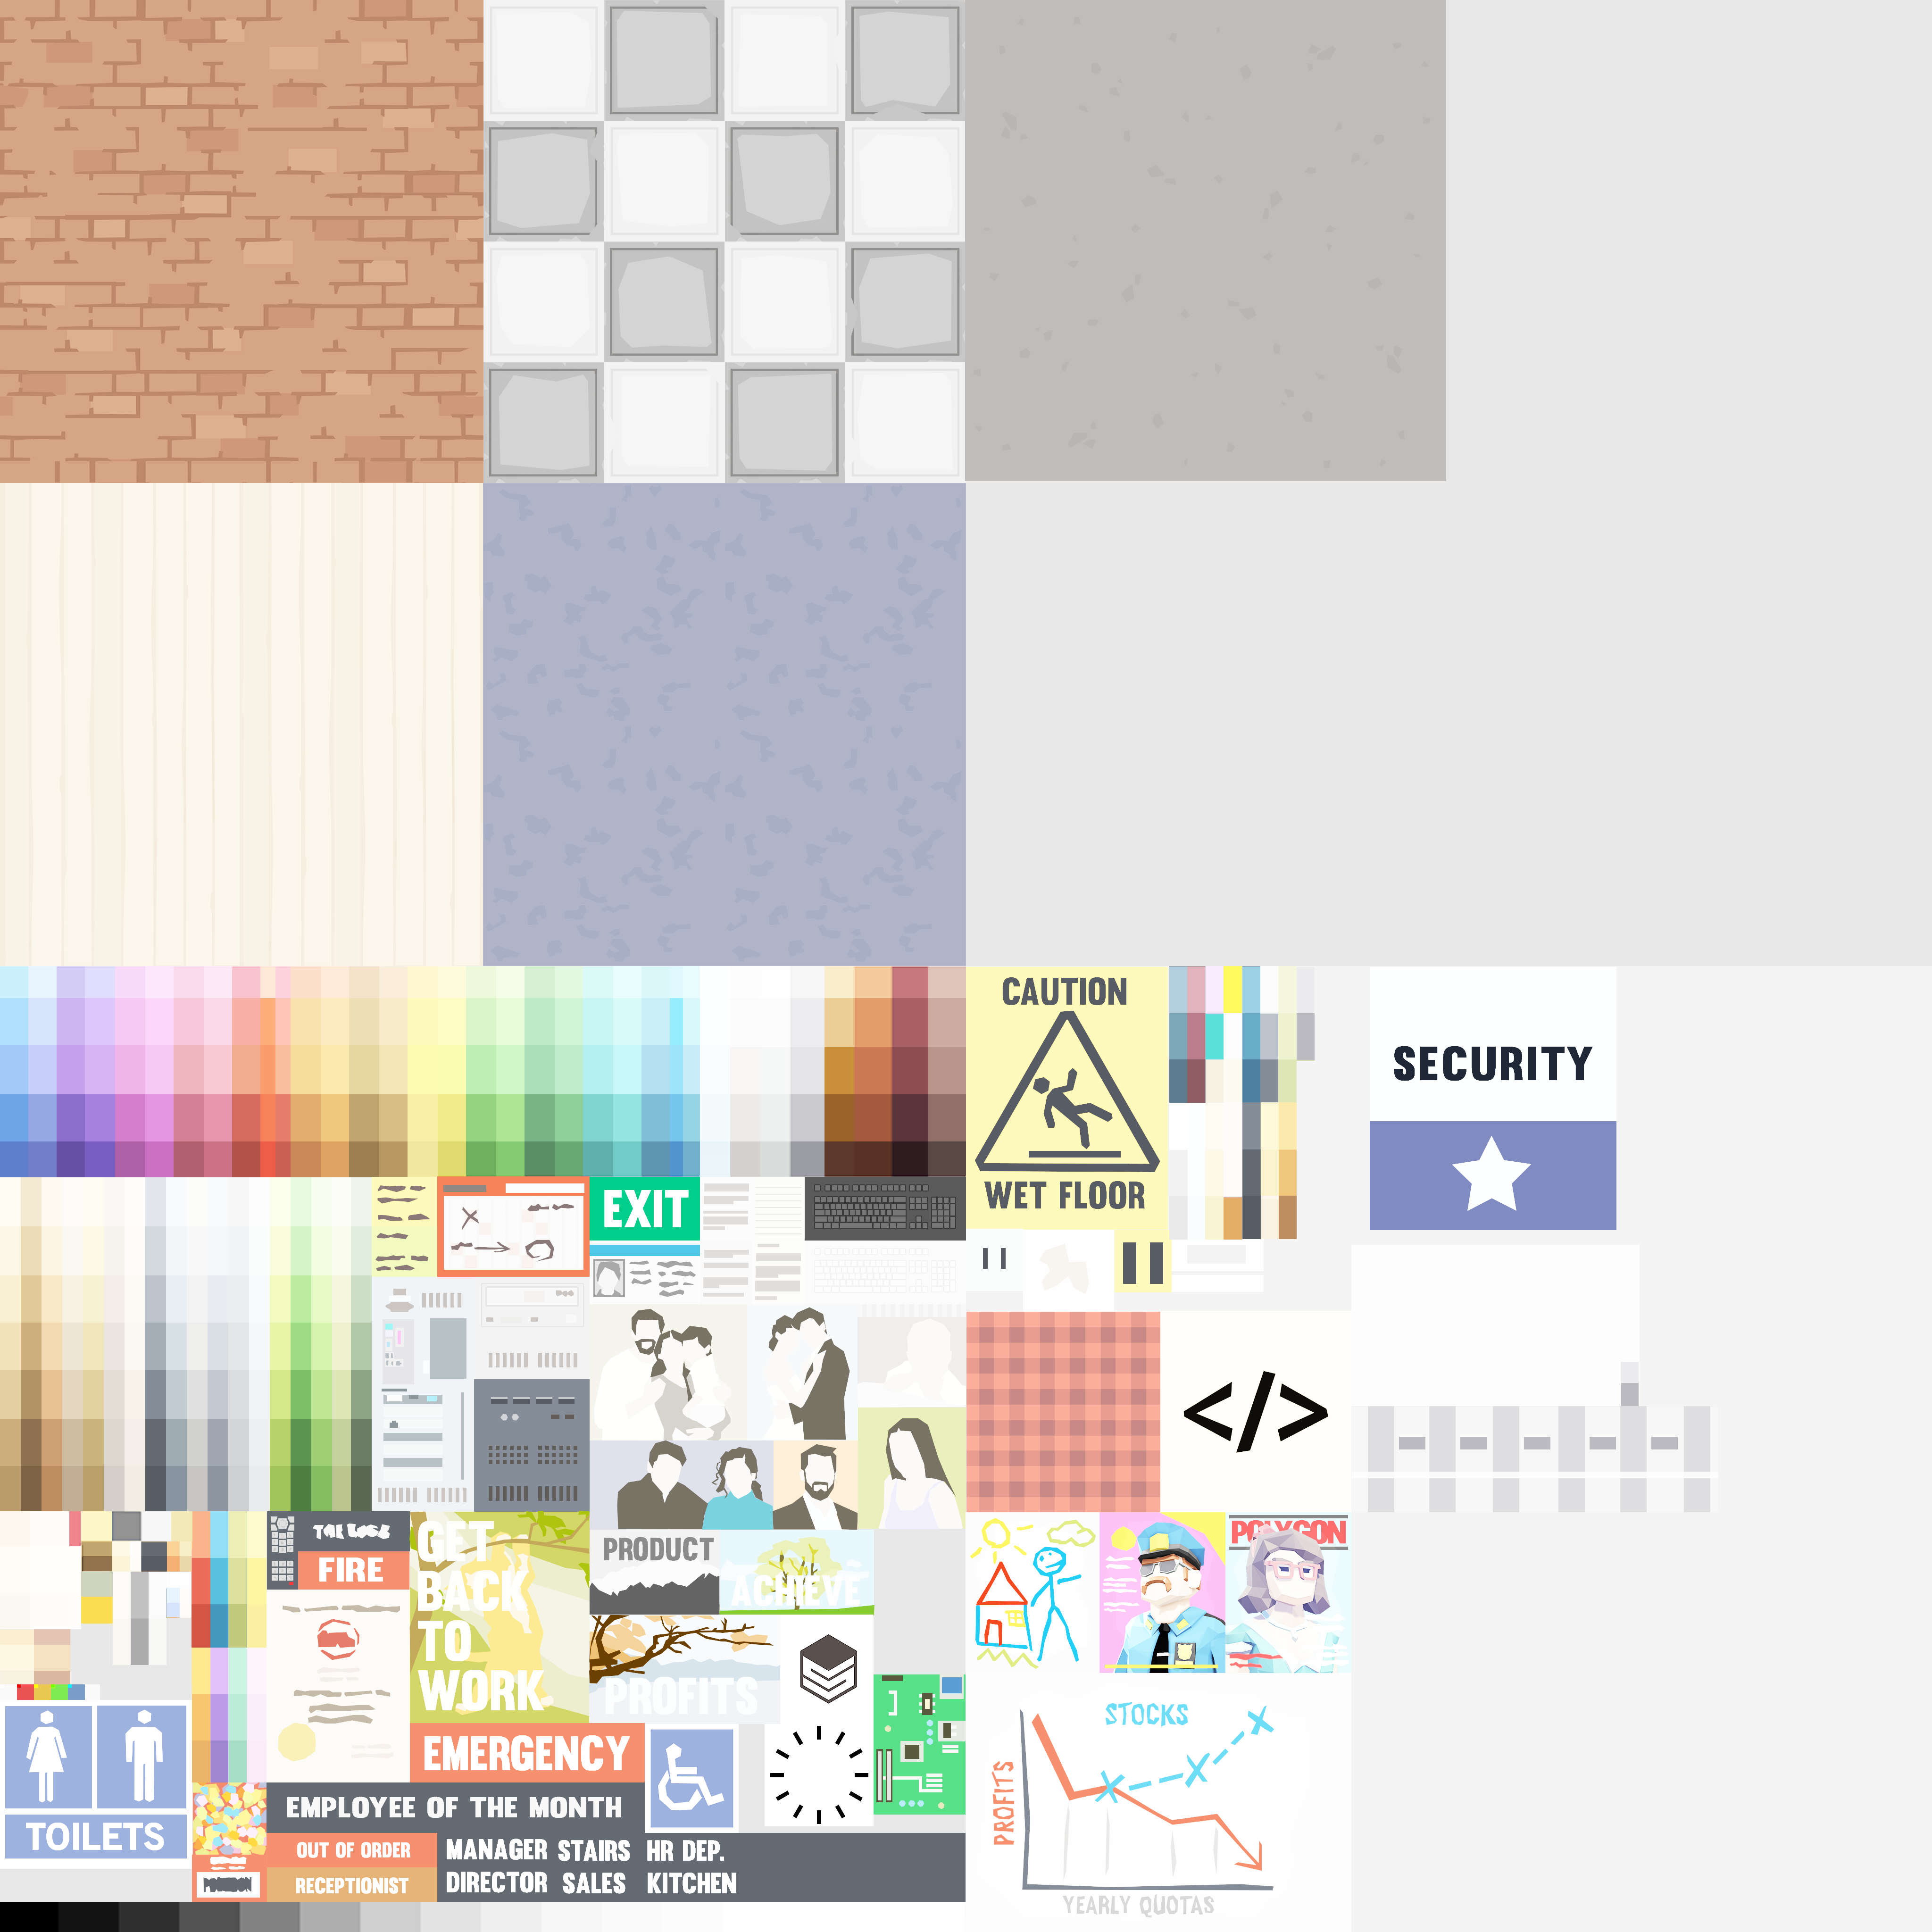 CAUTION
WET FLOOR
SECURITY
EXIT
</>
FIRE
GET
BACK
TO
WORK
PRODUCT
ACHIEVE
PROFITS
POLYGON
EMERGENCY
TOILETS
EMPLOYEE OF THE MONTH
OUT OF ORDER
RECEPTIONIST
MANAGER STAIRS HR DEP.
DIRECTOR SALES KITCHEN
STOCKS
PROFITS
YEARLY QUOTAS